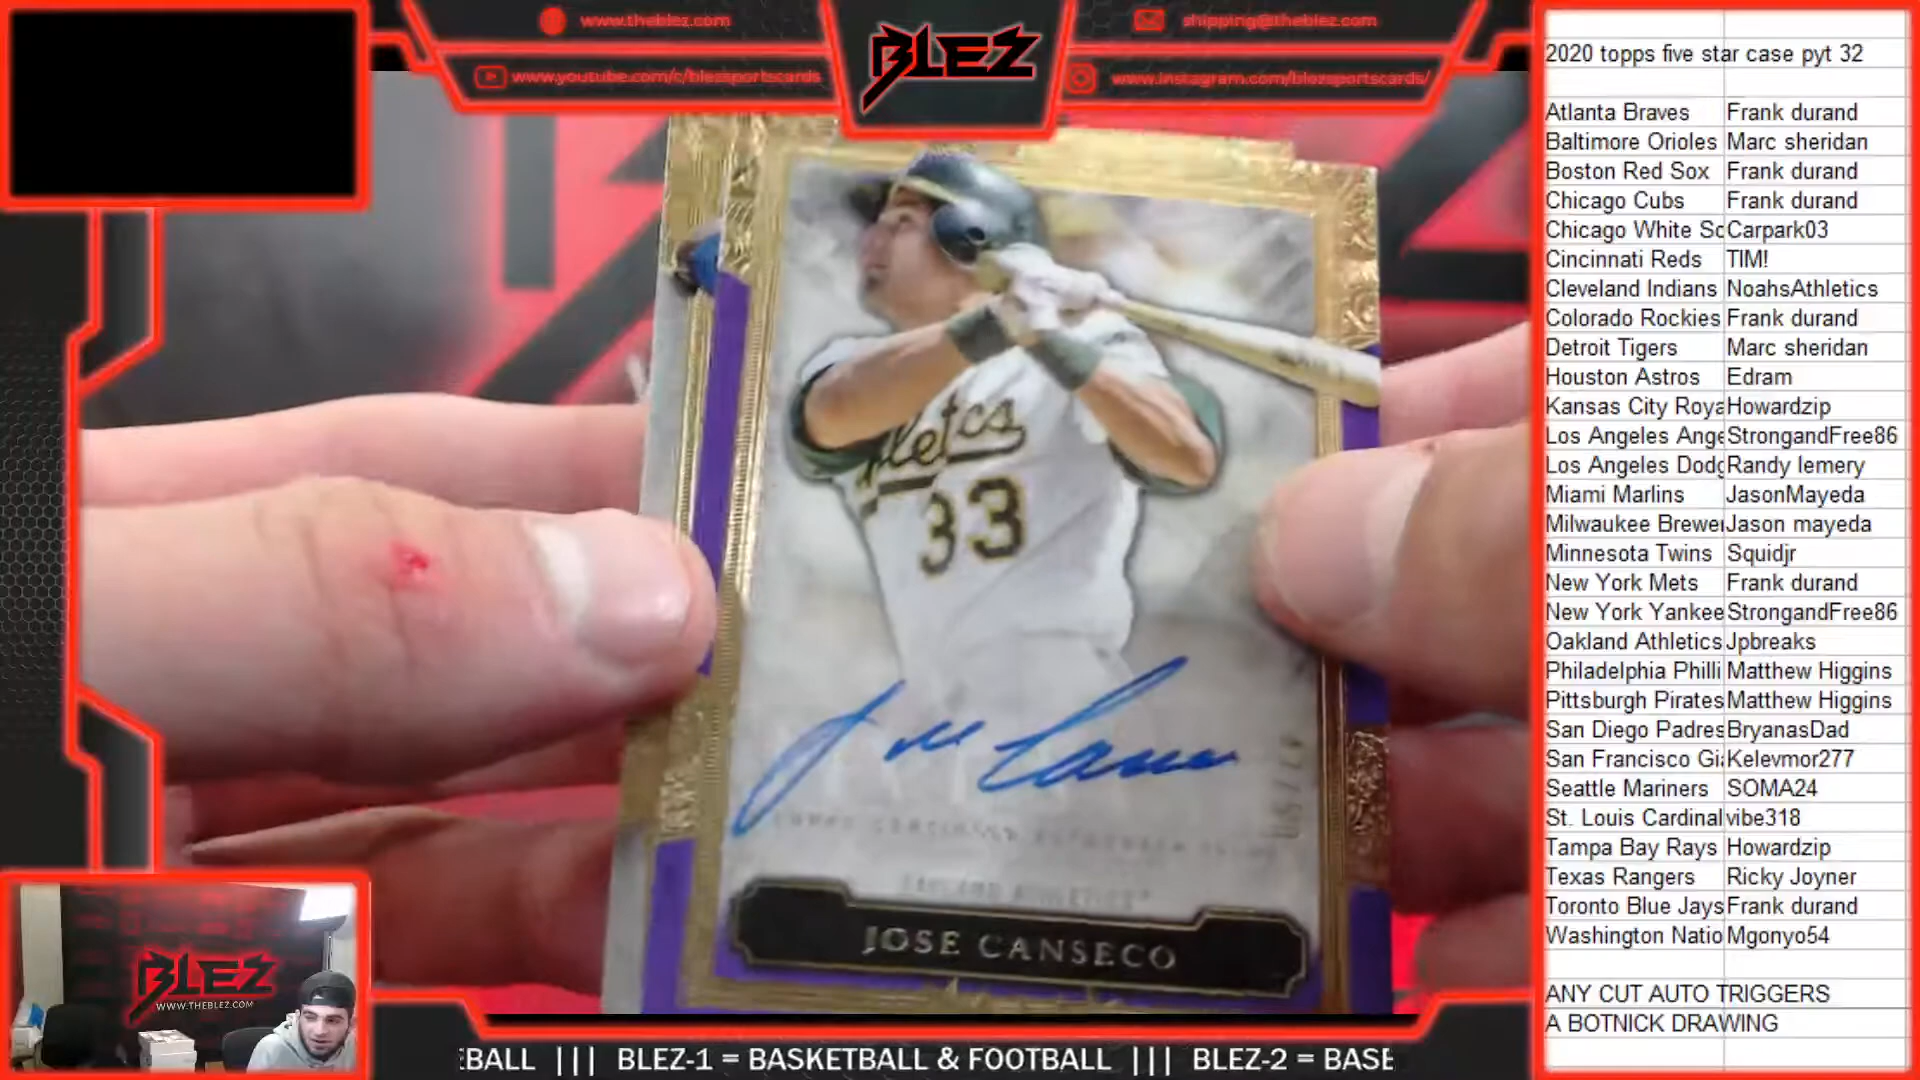 www.theblez.com
www.youtube.com/c/blezsportscards
BLEZ
shipping@theblez.com
www.instagram.com/blezsportscards/
letcs
33
JOSE CANSECO
BLEZ
WWW.THEBLEZ.COM
EBALL ||| BLEZ-1 = BASKETBALL & FOOTBALL ||| BLEZ-2 = BASE
2020 topps five star case pyt 32
Atlanta Braves Frank durand
Baltimore Orioles Marc sheridan
Boston Red Sox Frank durand
Chicago Cubs Frank durand
Chicago White So Carpark03
Cincinnati Reds TIM!
Cleveland Indians NoahsAthletics
Colorado Rockies Frank durand
Detroit Tigers Marc sheridan
Houston Astros Edram
Kansas City Roya Howardzip
Los Angeles Ange StrongandFree86
Los Angeles Dodg Randy lemery
Miami Marlins JasonMayeda
Milwaukee Brewer Jason mayeda
Minnesota Twins Squidjr
New York Mets Frank durand
New York Yankee StrongandFree86
Oakland Athletics Jpbreaks
Philadelphia Philli Matthew Higgins
Pittsburgh Pirates Matthew Higgins
San Diego Padres BryanasDad
San Francisco Gi Kelevmor277
Seattle Mariners SOMA24
St. Louis Cardinal vibe318
Tampa Bay Rays Howardzip
Texas Rangers Ricky Joyner
Toronto Blue Jays Frank durand
Washington Natio Mgonyo54
ANY CUT AUTO TRIGGERS
A BOTNICK DRAWING